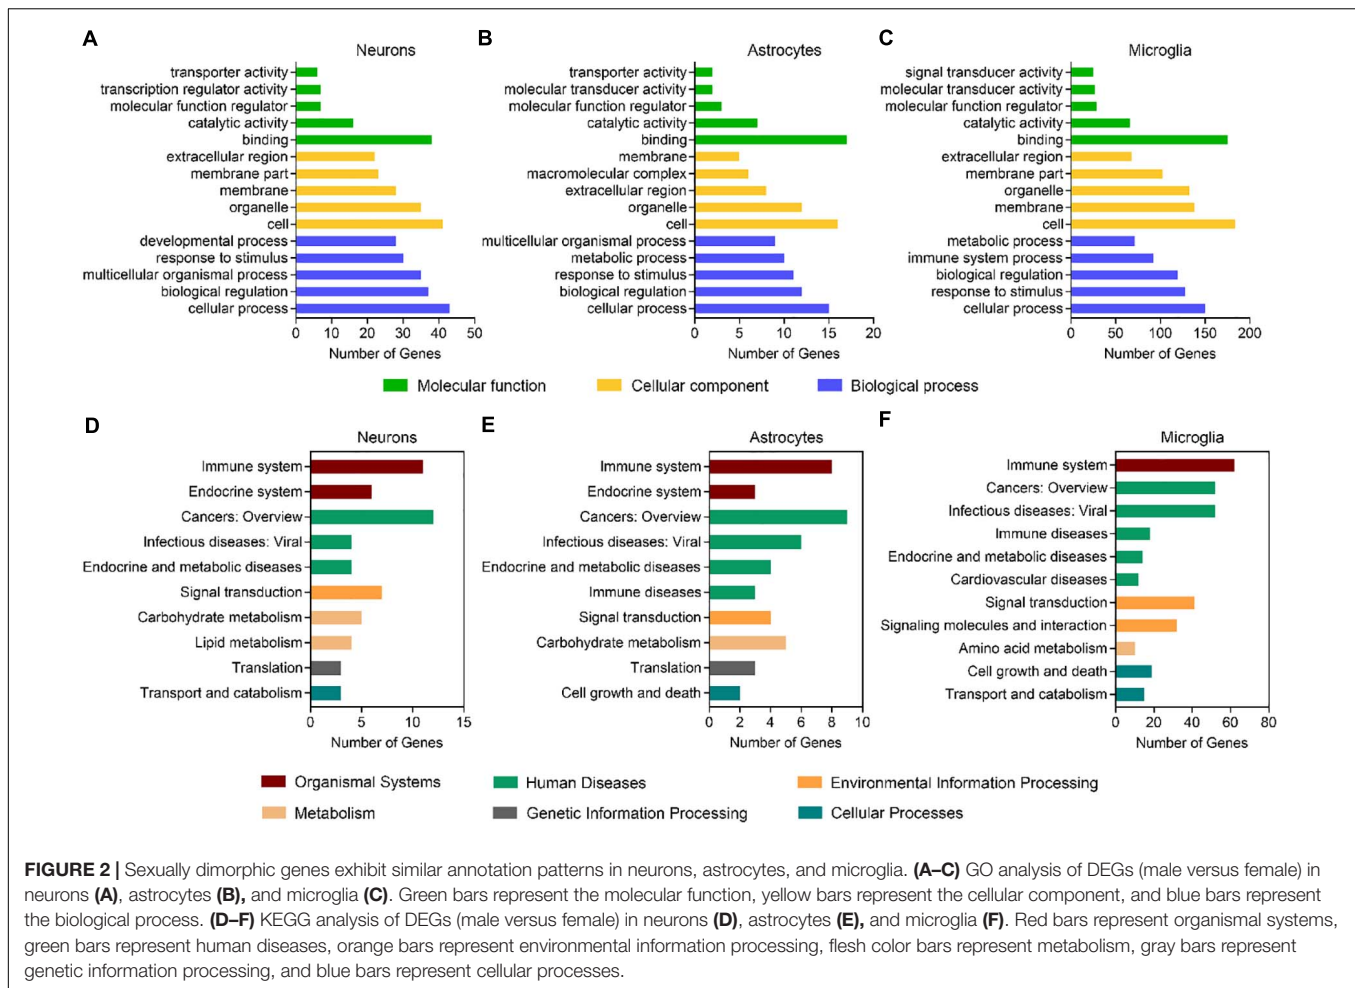 A
Neurons
transporter activity
transcription regulator activity
molecular function regulator
catalytic activity
binding
extracellular region
membrane part
membrane
organelle
cell
developmental process
response to stimulus
multicellular organismal process
biological regulation
cellular process
0 10 20 30 40 50
Number of Genes
B
Astrocytes
transporter activity
molecular transducer activity
molecular function regulator
catalytic activity
binding
membrane
macromolecular complex
extracellular region
organelle
cell
multicellular organismal process
metabolic process
response to stimulus
biological regulation
cellular process
0 5 10 15 20
Number of Genes
C
Microglia
signal transducer activity
molecular transducer activity
molecular function regulator
catalytic activity
binding
extracellular region
membrane part
organelle
membrane
cell
metabolic process
immune system process
biological regulation
response to stimulus
cellular process
0 50 100 150 200
Number of Genes
Molecular function Cellular component Biological process
D
Neurons
Immune system
Endocrine system
Cancers: Overview
Infectious diseases: Viral
Endocrine and metabolic diseases
Signal transduction
Carbohydrate metabolism
Lipid metabolism
Translation
Transport and catabolism
0 5 10 15
Number of Genes
E
Astrocytes
Immune system
Endocrine system
Cancers: Overview
Infectious diseases: Viral
Endocrine and metabolic diseases
Immune diseases
Signal transduction
Carbohydrate metabolism
Translation
Cell growth and death
0 2 4 6 8 10
Number of Genes
F
Microglia
Immune system
Cancers: Overview
Infectious diseases: Viral
Immune diseases
Endocrine and metabolic diseases
Cardiovascular diseases
Signal transduction
Signaling molecules and interaction
Amino acid metabolism
Cell growth and death
Transport and catabolism
0 20 40 60 80
Number of Genes
Organismal Systems Human Diseases Environmental Information Processing
Metabolism Genetic Information Processing Cellular Processes
FIGURE 2 | Sexually dimorphic genes exhibit similar annotation patterns in neurons, astrocytes, and microglia. (A–C) GO analysis of DEGs (male versus female) in
neurons (A), astrocytes (B), and microglia (C). Green bars represent the molecular function, yellow bars represent the cellular component, and blue bars represent
the biological process. (D–F) KEGG analysis of DEGs (male versus female) in neurons (D), astrocytes (E), and microglia (F). Red bars represent organismal systems,
green bars represent human diseases, orange bars represent environmental information processing, flesh color bars represent metabolism, gray bars represent
genetic information processing, and blue bars represent cellular processes.